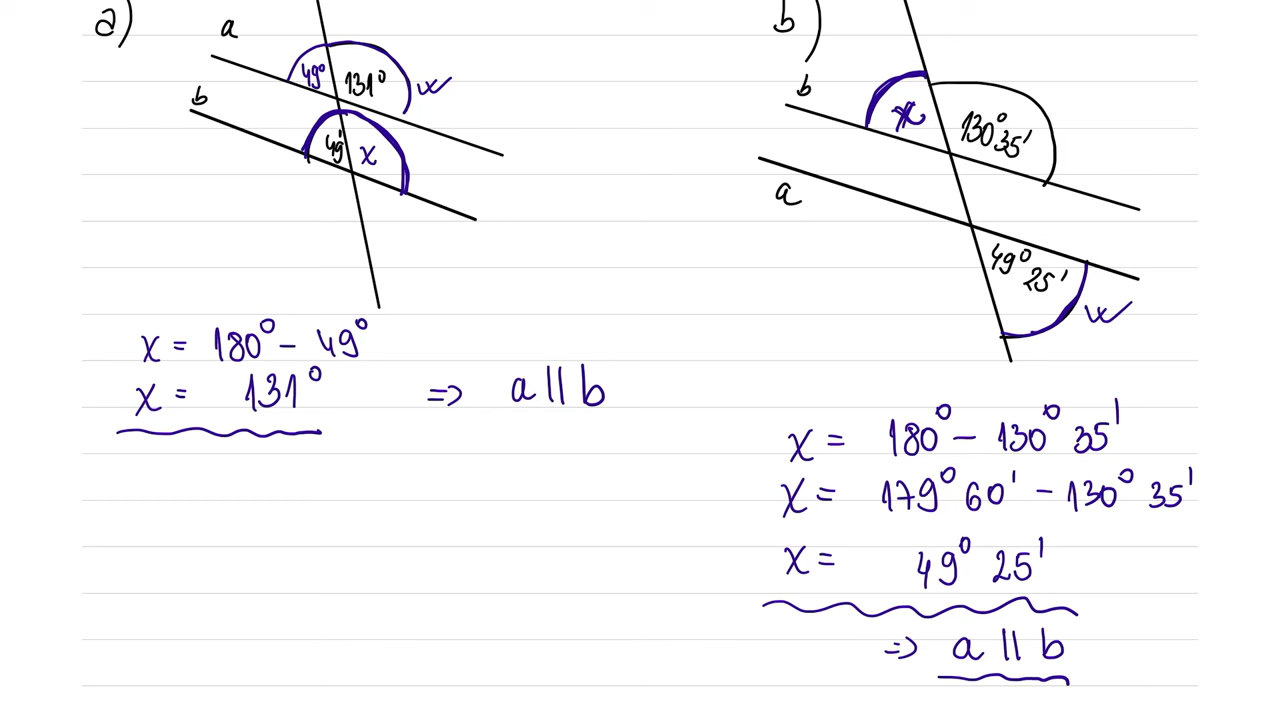 a)
a
49° 131°
b
49° x
x = 180° - 49°
x = 131° => a || b
b)
b
x 130° 35'
a
49° 25'
x = 180° - 130° 35'
x = 179° 60' - 130° 35'
x = 49° 25'
=> a || b